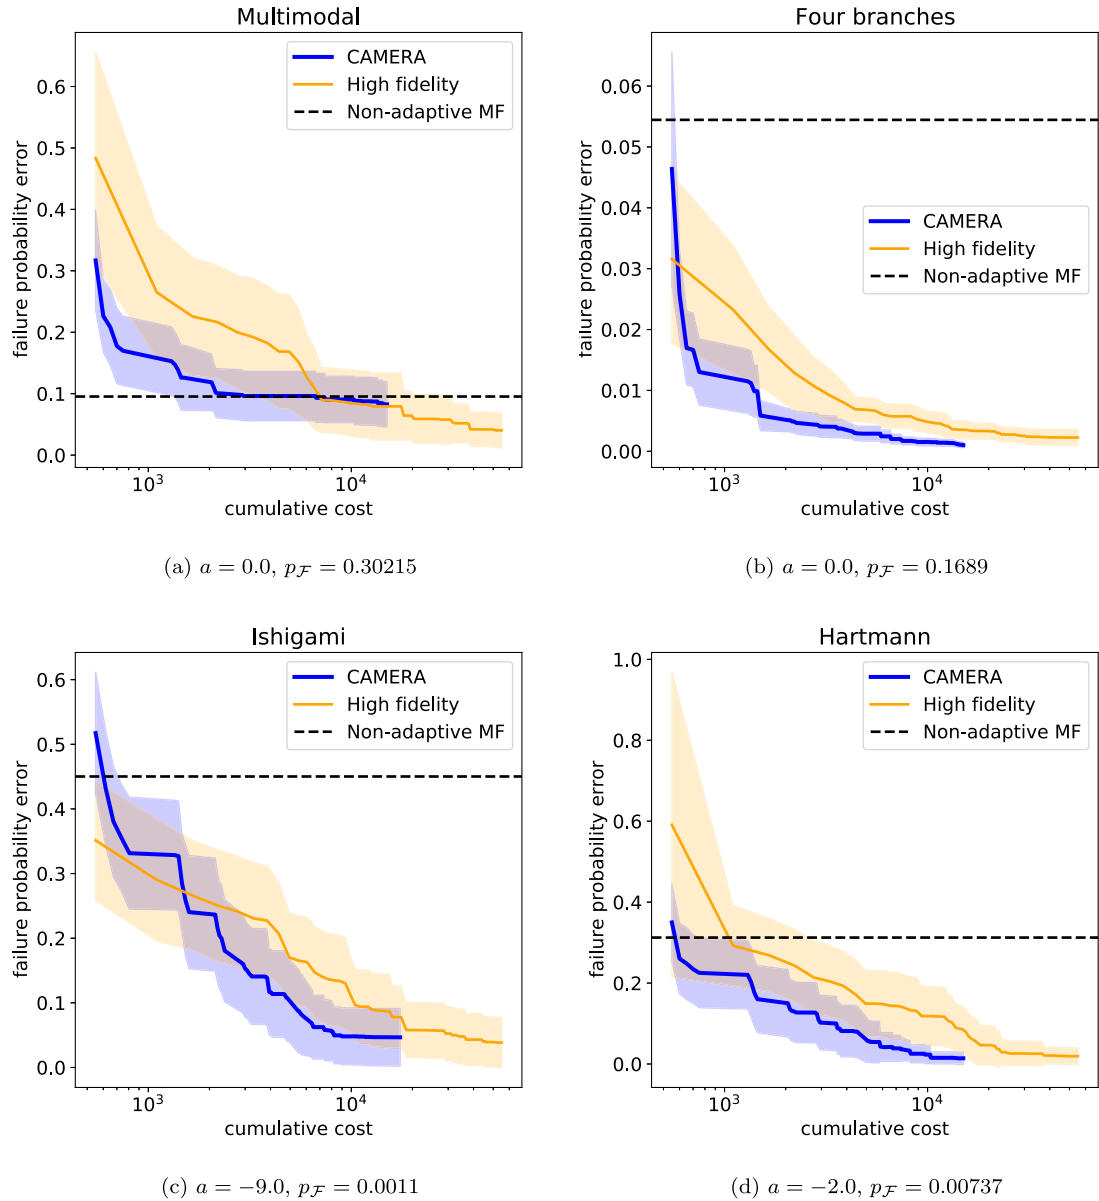 Multimodal
failure probability error
0.6
0.5
0.4
0.3
0.2
0.1
0.0
CAMERA
High fidelity
Non-adaptive MF
10³
10⁴
cumulative cost
(a) a = 0.0, p_ℱ = 0.30215
Four branches
failure probability error
0.06
0.05
0.04
0.03
0.02
0.01
0.00
CAMERA
High fidelity
Non-adaptive MF
10³
10⁴
cumulative cost
(b) a = 0.0, p_ℱ = 0.1689
Ishigami
failure probability error
0.6
0.5
0.4
0.3
0.2
0.1
0.0
CAMERA
High fidelity
Non-adaptive MF
10³
10⁴
cumulative cost
(c) a = −9.0, p_ℱ = 0.0011
Hartmann
failure probability error
1.0
0.8
0.6
0.4
0.2
0.0
CAMERA
High fidelity
Non-adaptive MF
10³
10⁴
cumulative cost
(d) a = −2.0, p_ℱ = 0.00737